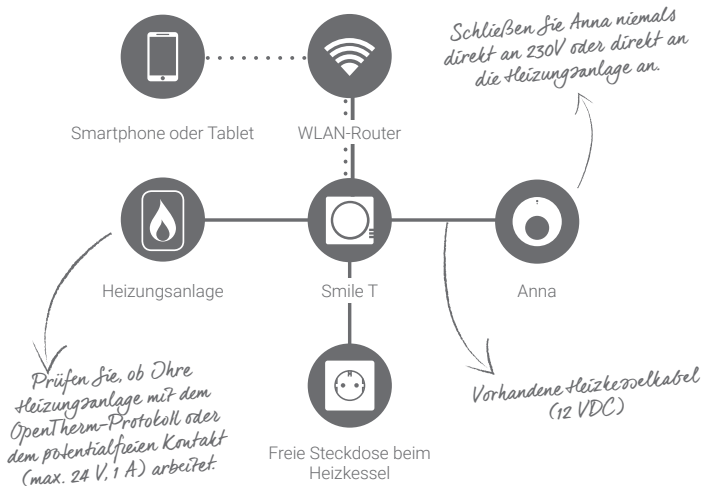 Schließen Sie Anna niemals
direkt an 230V oder direkt an
die Heizungsanlage an.
Smartphone oder Tablet
WLAN-Router
Heizungsanlage
Smile T
Anna
Prüfen Sie, ob Ihre
Heizungsanlage mit dem
OpenTherm-Protokoll oder
dem potentialfreien Kontakt
(max. 24 V, 1 A) arbeitet.
Vorhandene Heizkesselkabel
(12 VDC)
Freie Steckdose beim
Heizkessel